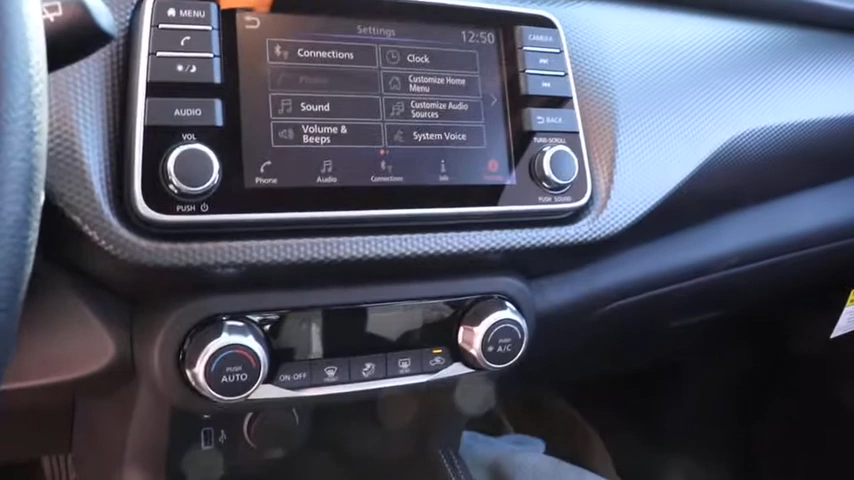 MENU
Settings
12:50
CAMERA
Connections
Clock
Phone
Customize Home
Menu
AUDIO
Sound
Customize Audio
Sources
BACK
VOL
Volume &
Beeps
System Voice
TUNE·SCROLL
Phone
Audio
Connections
Info
PUSH
PUSH SOUND
PUSH
AUTO
ON·OFF
PUSH
A/C